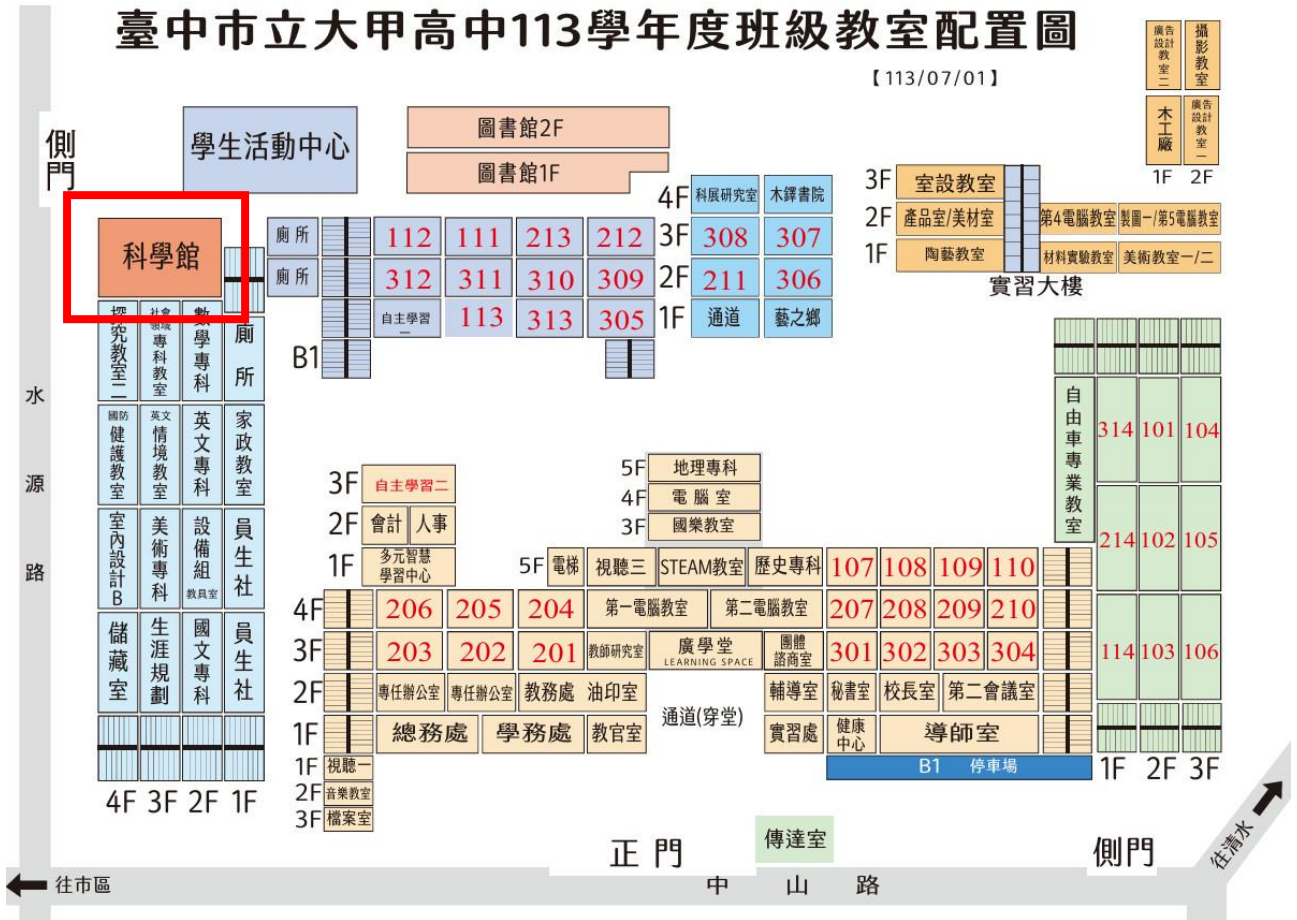 臺中市立大甲高中113學年度班級教室配置圖
【113/07/01】
廣告設計教室二 攝影教室
木工廠 廣告設計教室一
1F 2F
側門
學生活動中心
圖書館2F
圖書館1F
科學館
廁所 112 111 213 212 3F 308 307
廁所 312 311 310 309 2F 211 306
自主學習一 113 313 305 1F 通道 藝之鄉
B1
4F 科展研究室 木鐸書院
3F 室設教室
2F 產品室/美材室 第4電腦教室 製圖一/第5電腦教室
1F 陶藝教室 材料實驗教室 美術教室一/二
實習大樓
探究教室二 社會領域專科教室 數學專科 廁所
國防健護教室 英文情境教室 英文專科 家政教室
室內設計B 美術專科 設備組教具室 員生社
儲藏室 生涯規劃 國文專科 員生社
4F 3F 2F 1F
水源路
自由車專業教室
314 101 104
214 102 105
114 103 106
1F 2F 3F
3F 自主學習二
2F 會計 人事
1F 多元智慧學習中心
5F 地理專科
4F 電腦室
3F 國樂教室
5F 電梯 視聽三 STEAM教室 歷史專科 107 108 109 110
4F 206 205 204 第一電腦教室 第二電腦教室 207 208 209 210
3F 203 202 201 教師研究室 廣學堂 LEARNING SPACE 團體諮商室 301 302 303 304
2F 專任辦公室 專任辦公室 教務處 油印室 輔導室 秘書室 校長室 第二會議室
通道(穿堂)
1F 總務處 學務處 教官室 實習處 健康中心 導師室
1F 視聽一
B1 停車場
2F 音樂教室
3F 檔案室
正門
傳達室
側門
往清水
往市區
中山路